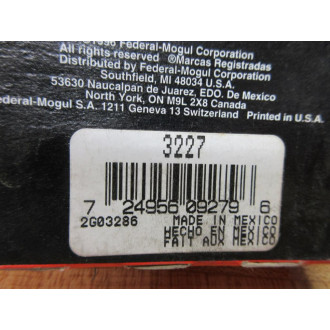 1996 Federal-Mogul Corporation
All rights reserved ®Marcas Registradas
Distributed by Federal-Mogul Corporation
Southfield, MI 48034 U.S.A.
53630 Naucalpan de Juarez, EDO. De Mexico
North York, ON M9L 2X8 Canada
ederal-Mogul S.A. 1211 Geneva 13 Switzerland Printed in U.S.A.
3227
7 24956 09279 6
2G03286 MADE IN MEXICO
HECHO EN MEXICO
FAIT AUX MEXICO